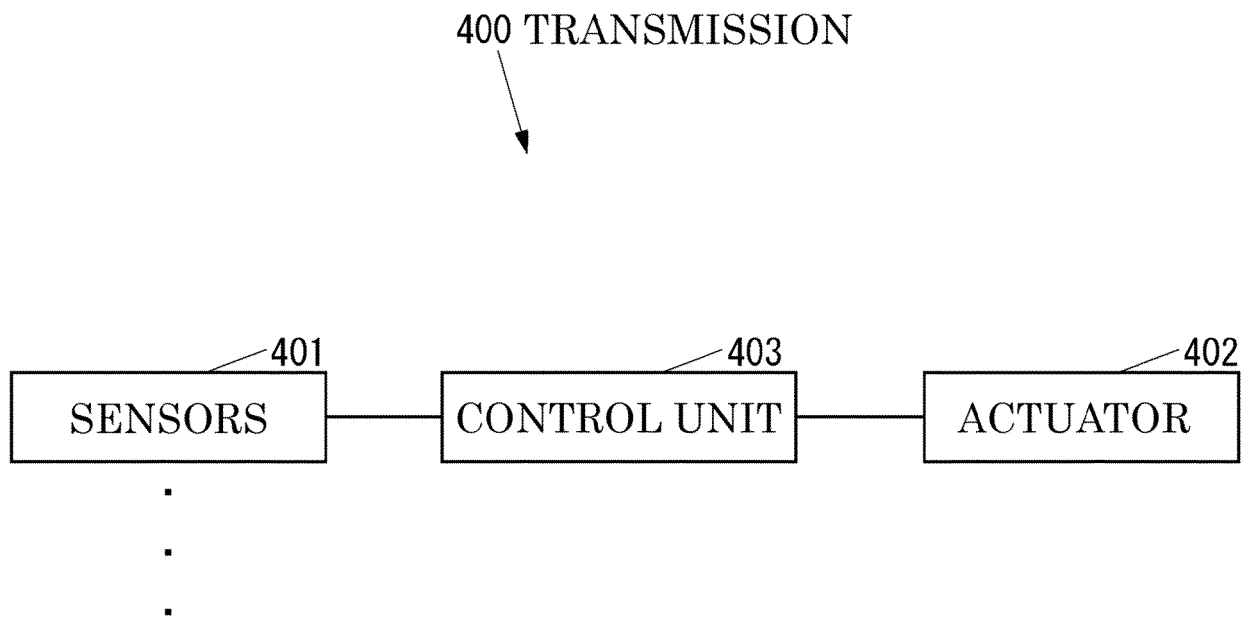 400 TRANSMISSION
401
403
402
SENSORS
CONTROL UNIT
ACTUATOR